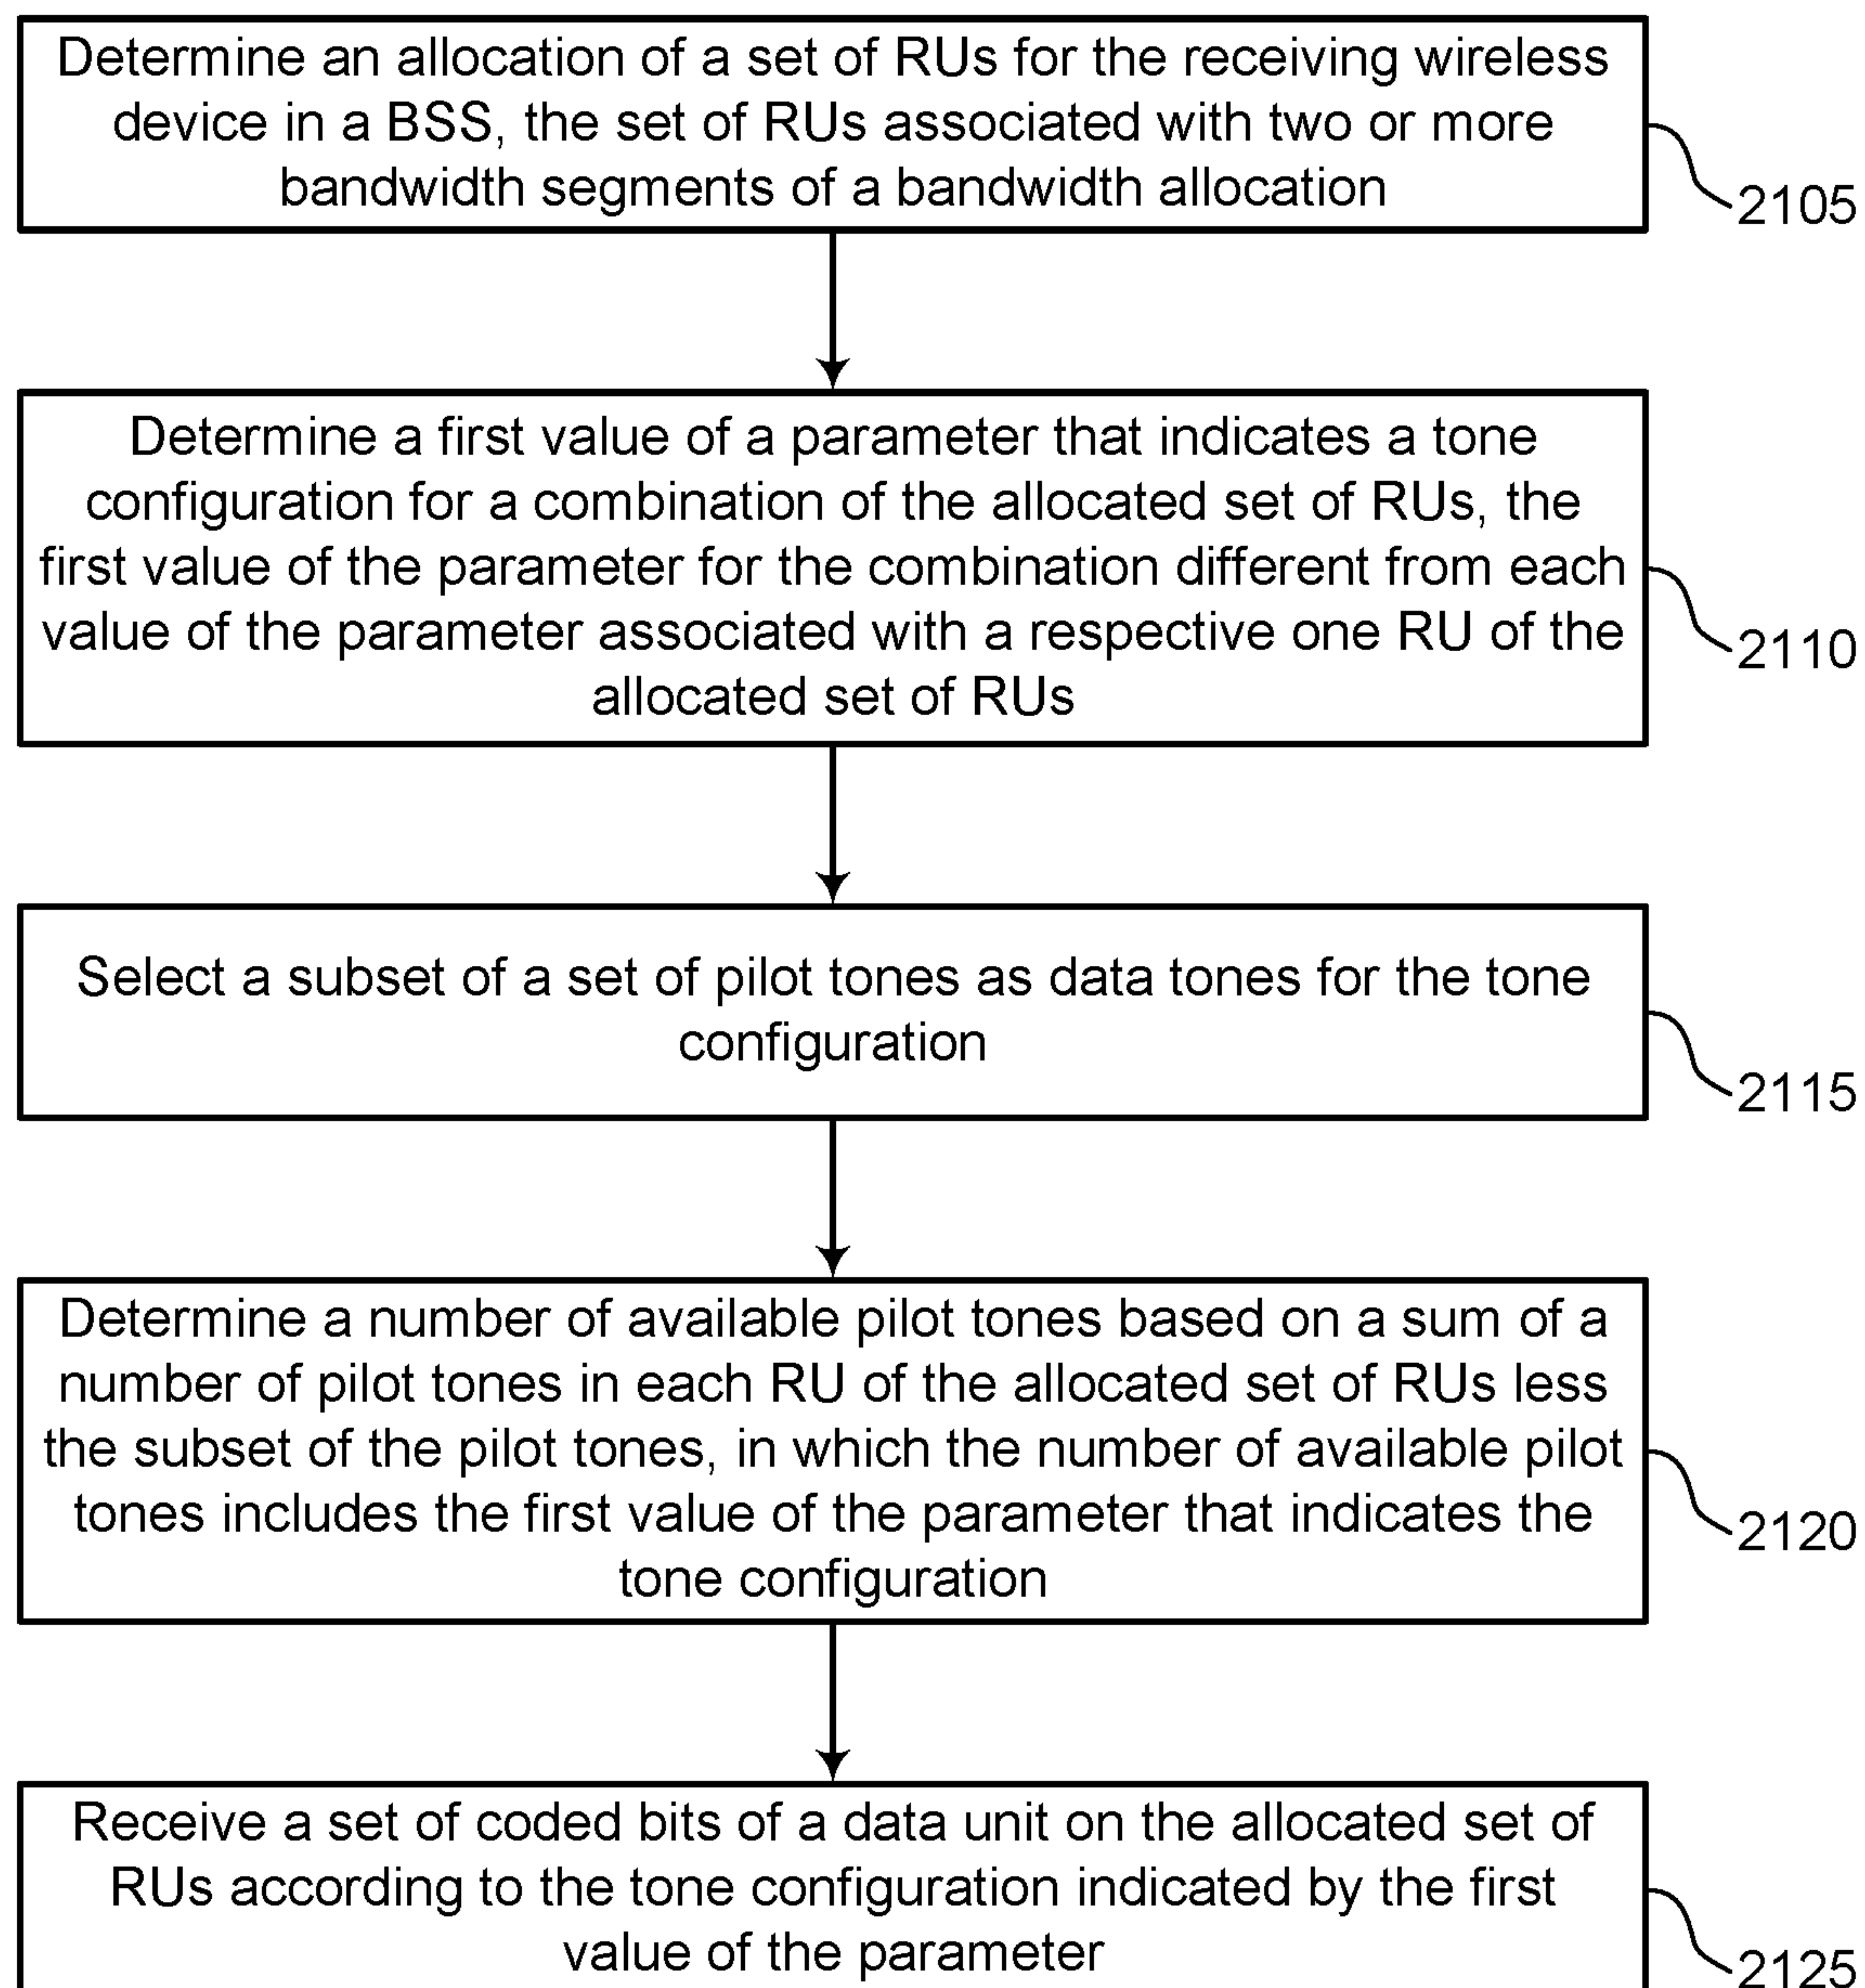 Determine an allocation of a set of RUs for the receiving wireless
device in a BSS, the set of RUs associated with two or more
bandwidth segments of a bandwidth allocation
2105
Determine a first value of a parameter that indicates a tone
configuration for a combination of the allocated set of RUs, the
first value of the parameter for the combination different from each
value of the parameter associated with a respective one RU of the
allocated set of RUs
2110
Select a subset of a set of pilot tones as data tones for the tone
configuration
2115
Determine a number of available pilot tones based on a sum of a
number of pilot tones in each RU of the allocated set of RUs less
the subset of the pilot tones, in which the number of available pilot
tones includes the first value of the parameter that indicates the
tone configuration
2120
Receive a set of coded bits of a data unit on the allocated set of
RUs according to the tone configuration indicated by the first
value of the parameter
2125